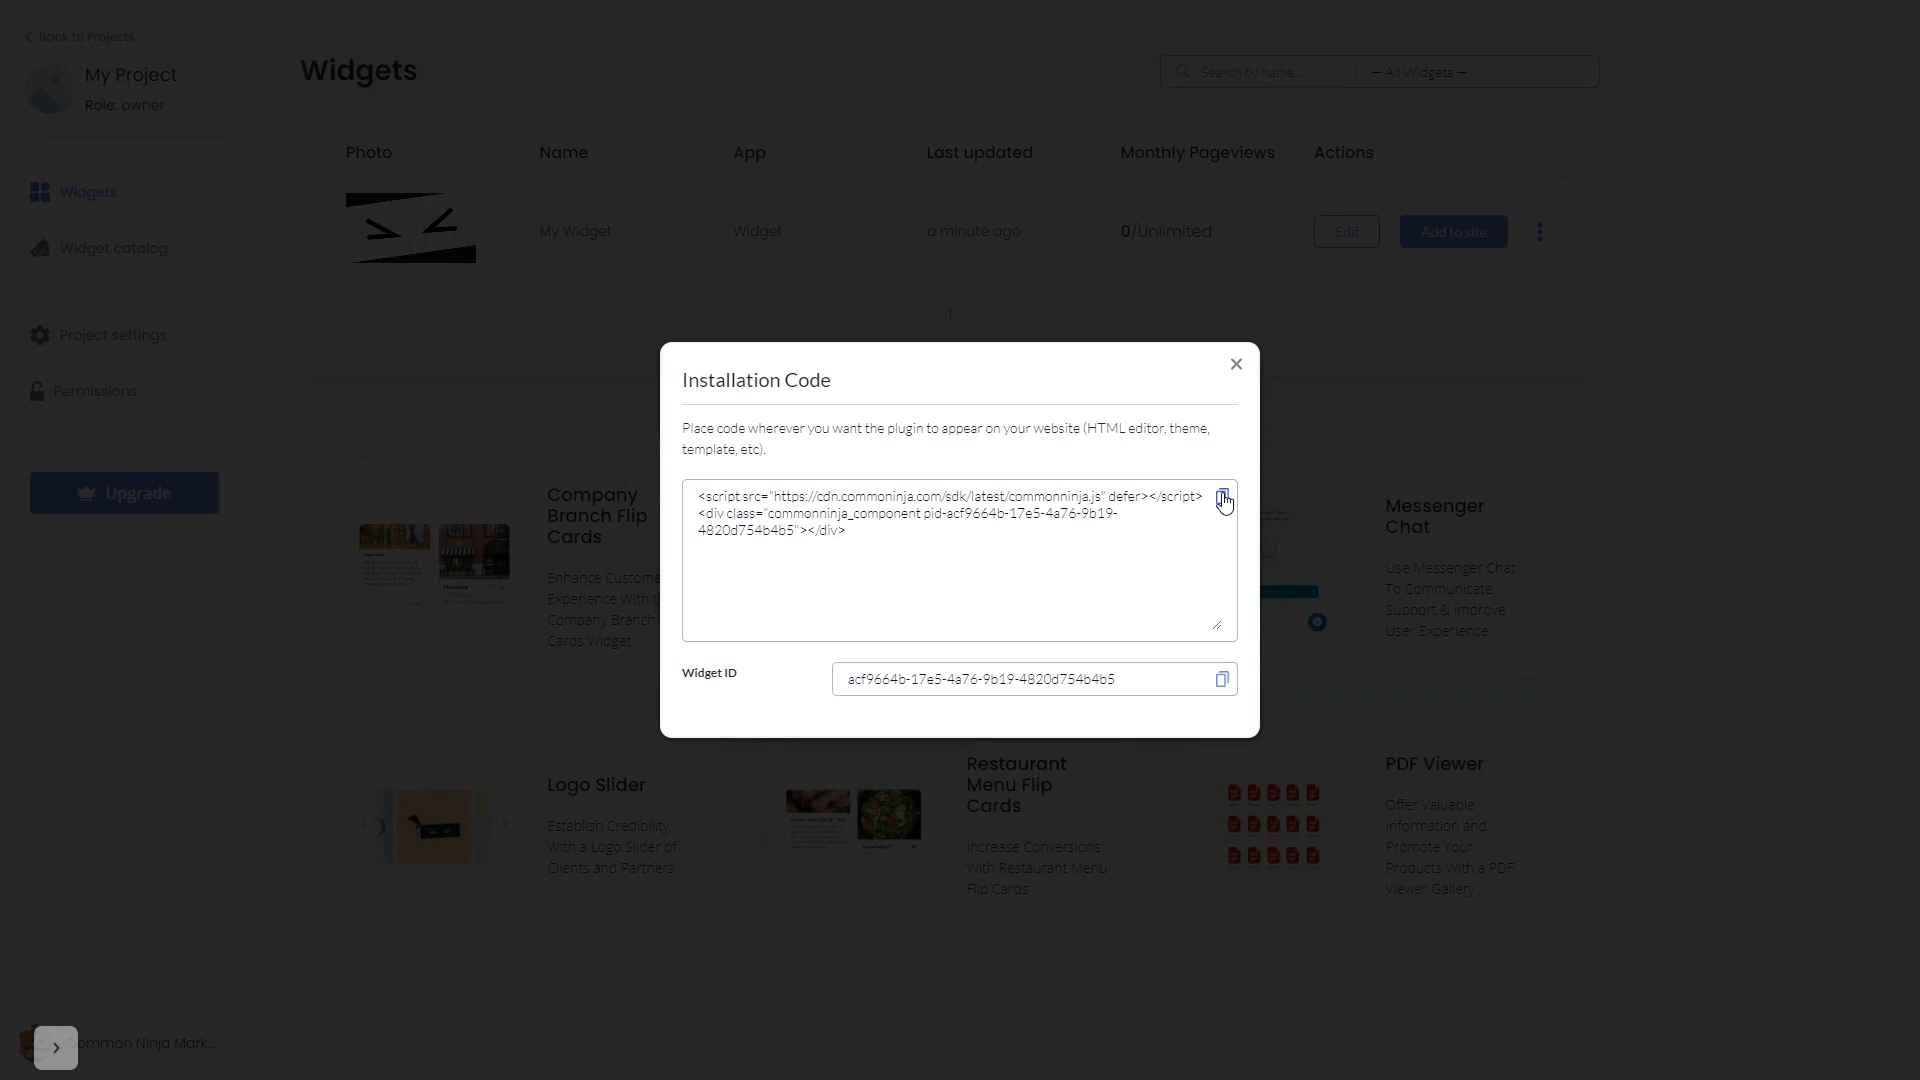 Back to Projects
My Project
Role: owner
Widgets
Widget catalog
Project settings
Permissions
Upgrade
Common Ninja Mark...
Widgets
Search by name...
— All Widgets —
Photo
Name
App
Last updated
Monthly Pageviews
Actions
My Widget
Widget
a minute ago
0/Unlimited
Edit
Add to site
1
Installation Code
Place code wherever you want the plugin to appear on your website (HTML editor, theme,
template, etc).
<script src="https://cdn.commoninja.com/sdk/latest/commonninja.js" defer></script>
<div class="commonninja_component pid-acf9664b-17e5-4a76-9b19-
4820d754b4b5"></div>
Widget ID
acf9664b-17e5-4a76-9b19-4820d754b4b5
Company
Branch Flip
Cards
Enhance Custome
Experience With
Company Branch
Cards Widget
Messenger
Chat
Use Messenger Chat
To Communicate,
Support & Improve
User Experience
Logo Slider
Establish Credibility
With a Logo Slider of
Clients and Partners
Restaurant
Menu Flip
Cards
Increase Conversions
With Restaurant Menu
Flip Cards
PDF Viewer
Offer Valuable
Information and
Promote Your
Products With a PDF
Viewer Gallery